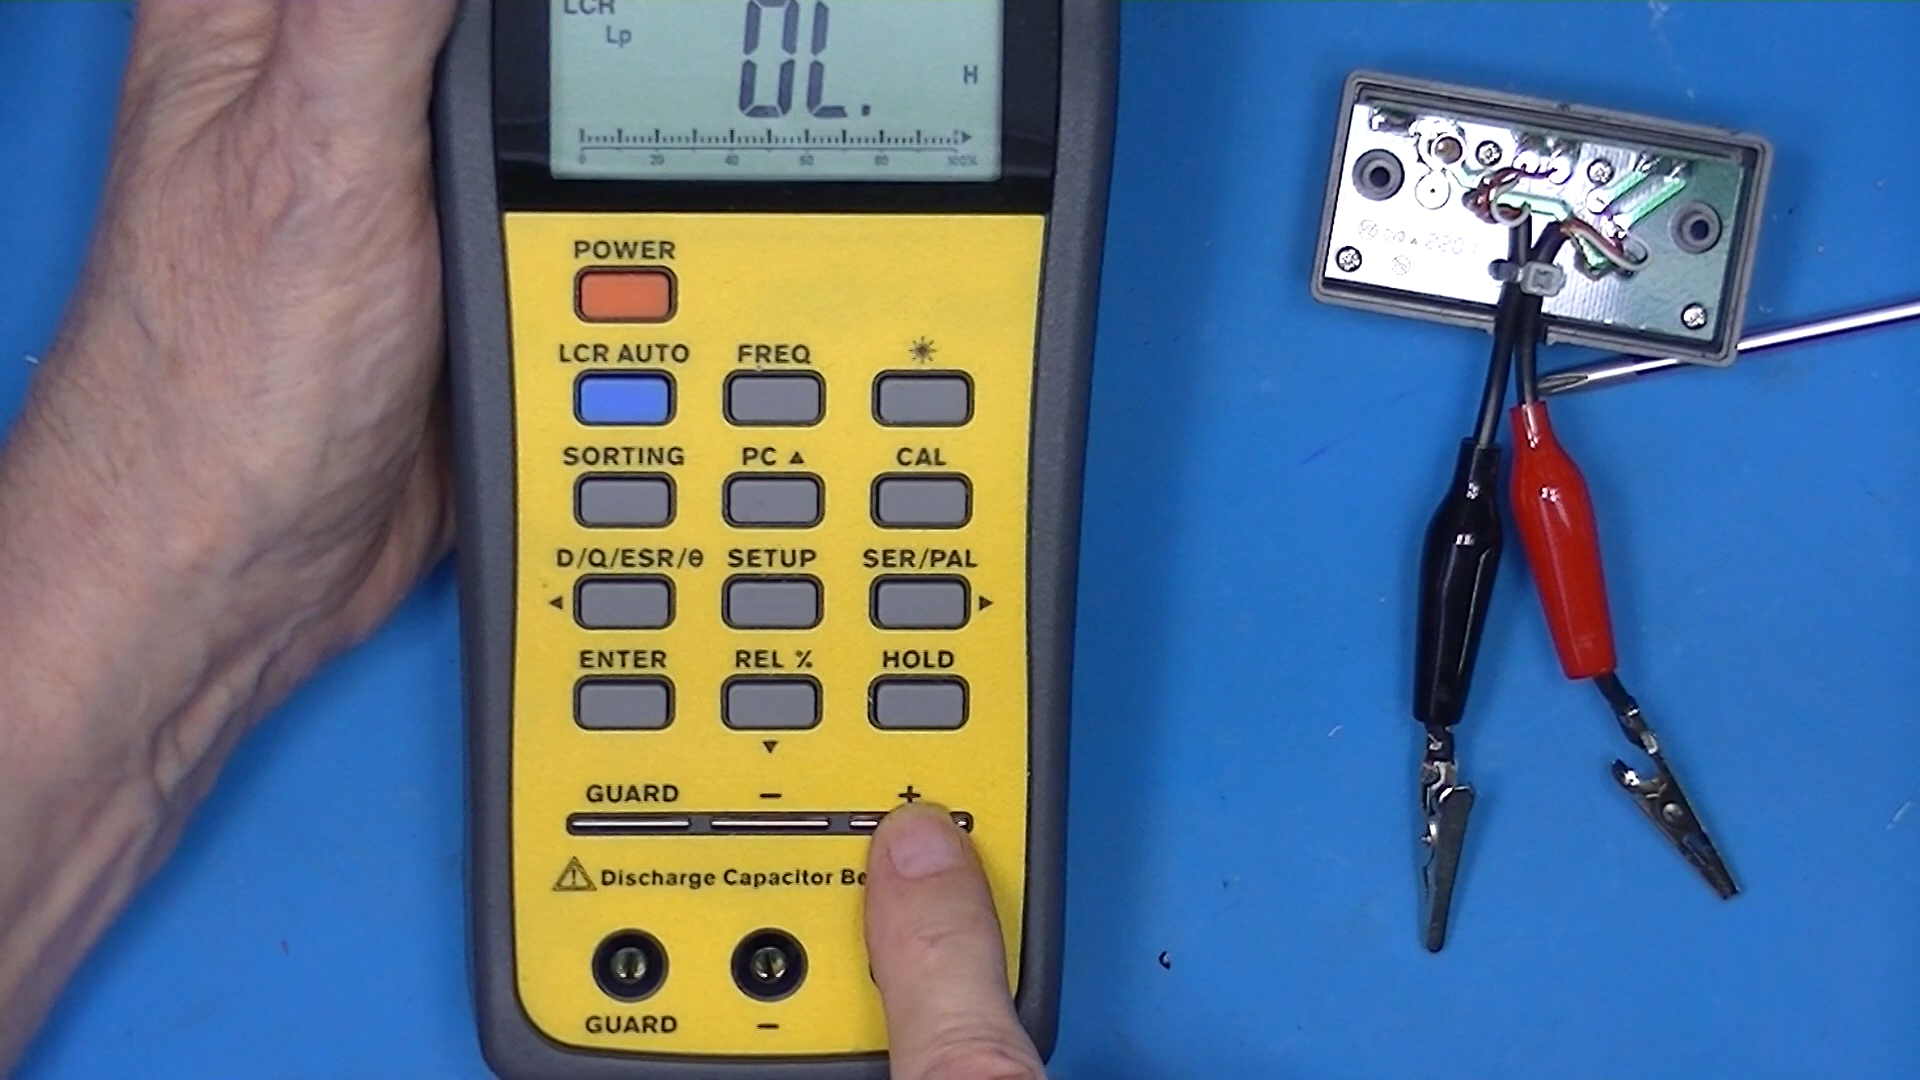 LCR
Lp
OL.
H
0 20 40 60 80 100%
POWER
LCR AUTO FREQ
SORTING PC ▲ CAL
D/Q/ESR/θ SETUP SER/PAL
ENTER REL % HOLD
GUARD − +
Discharge Capacitor Be
GUARD −